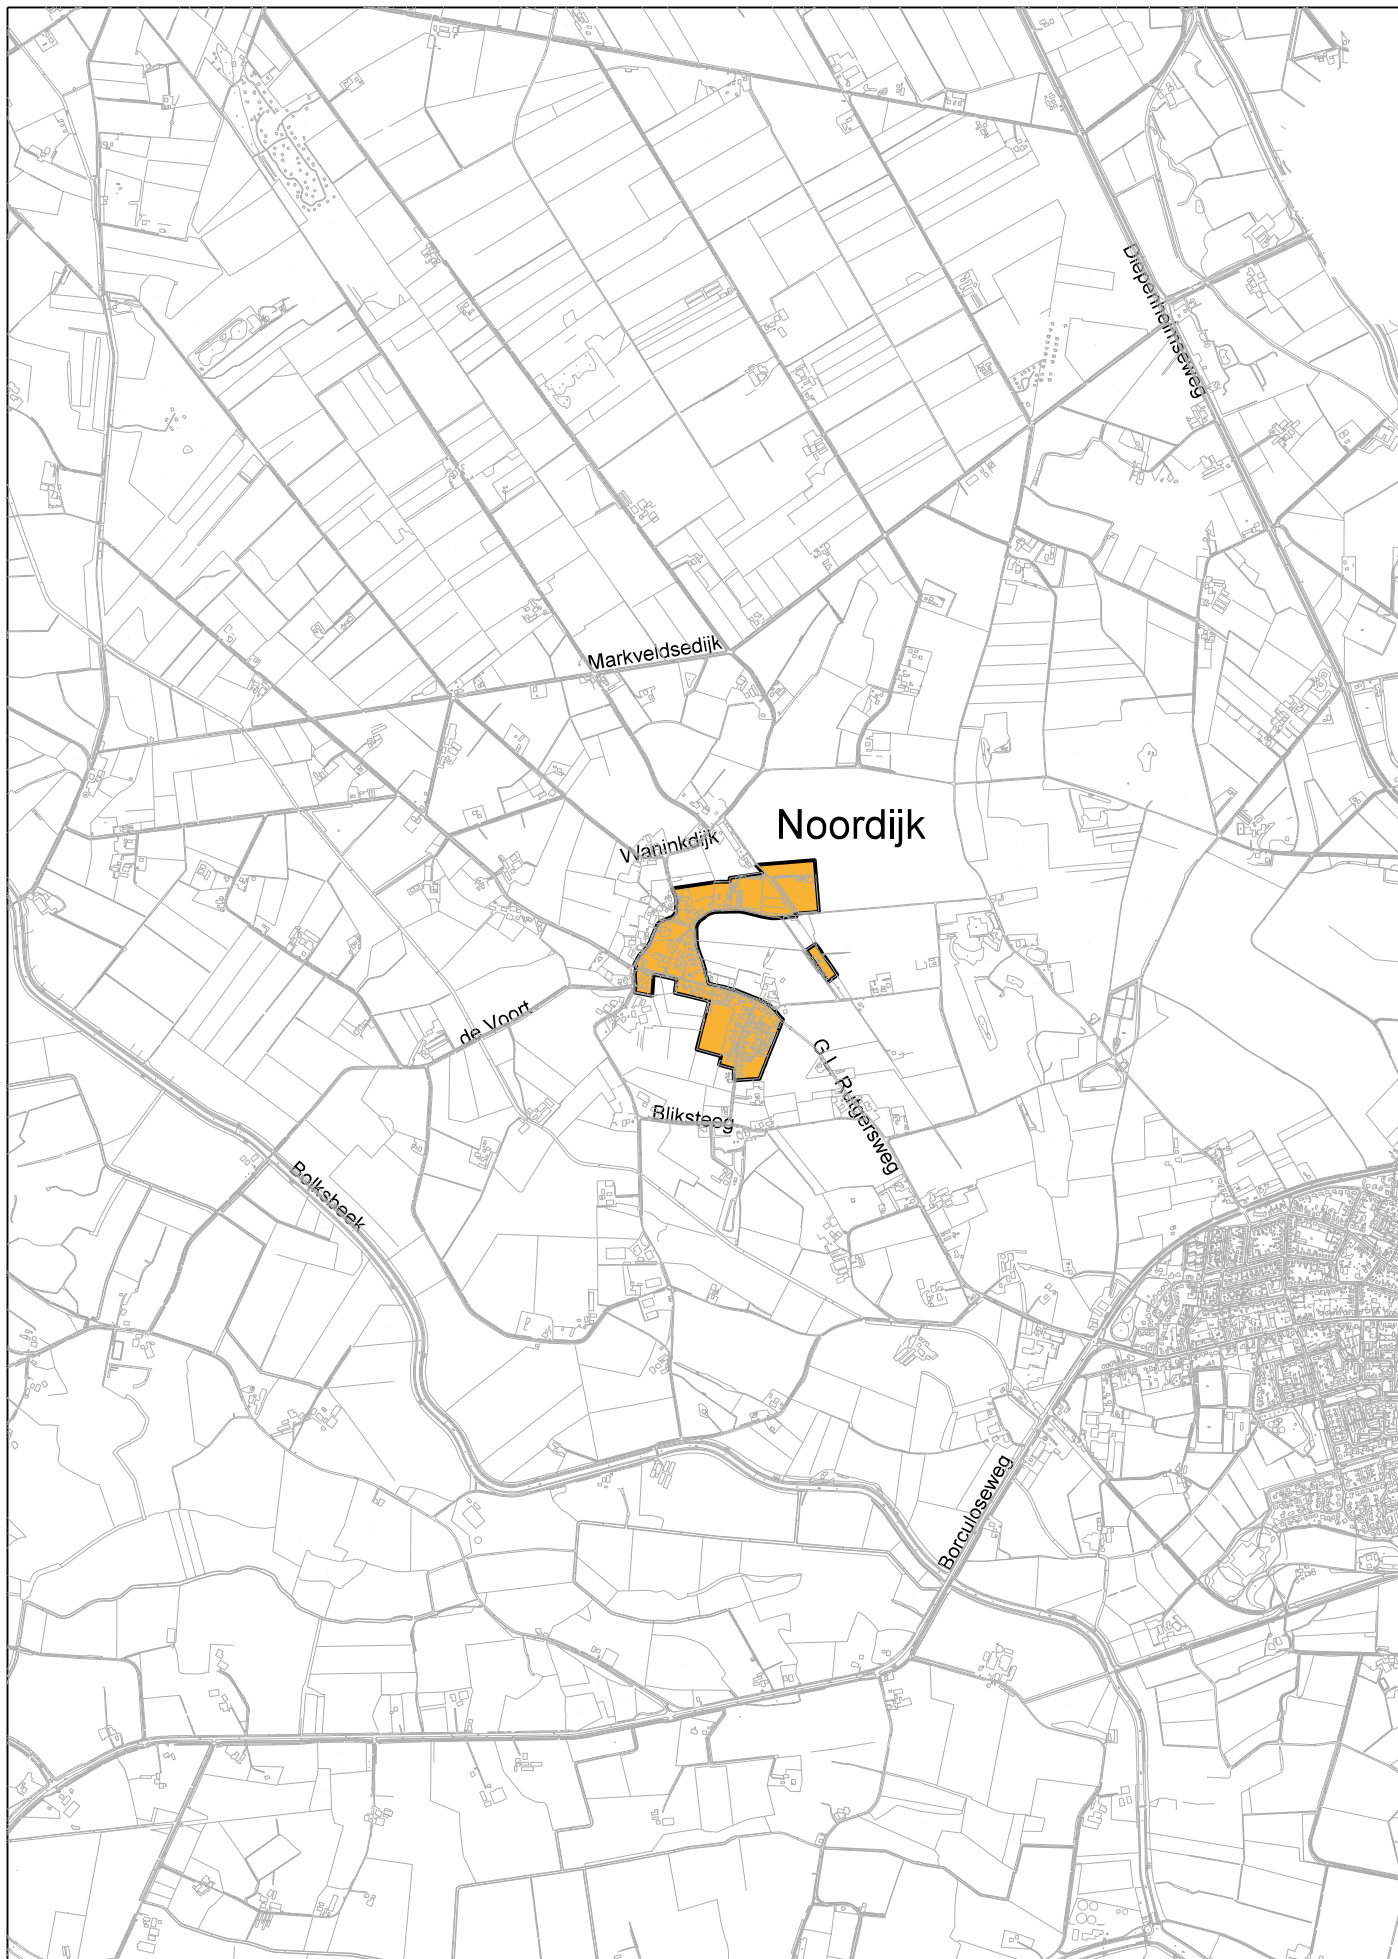 Diepenheimseweg
Markveldsedijk
Noordijk
Waninkdijk
de Voort
G.L. Rutgersweg
Bliksteeg
Bolksbeek
Borculoseweg